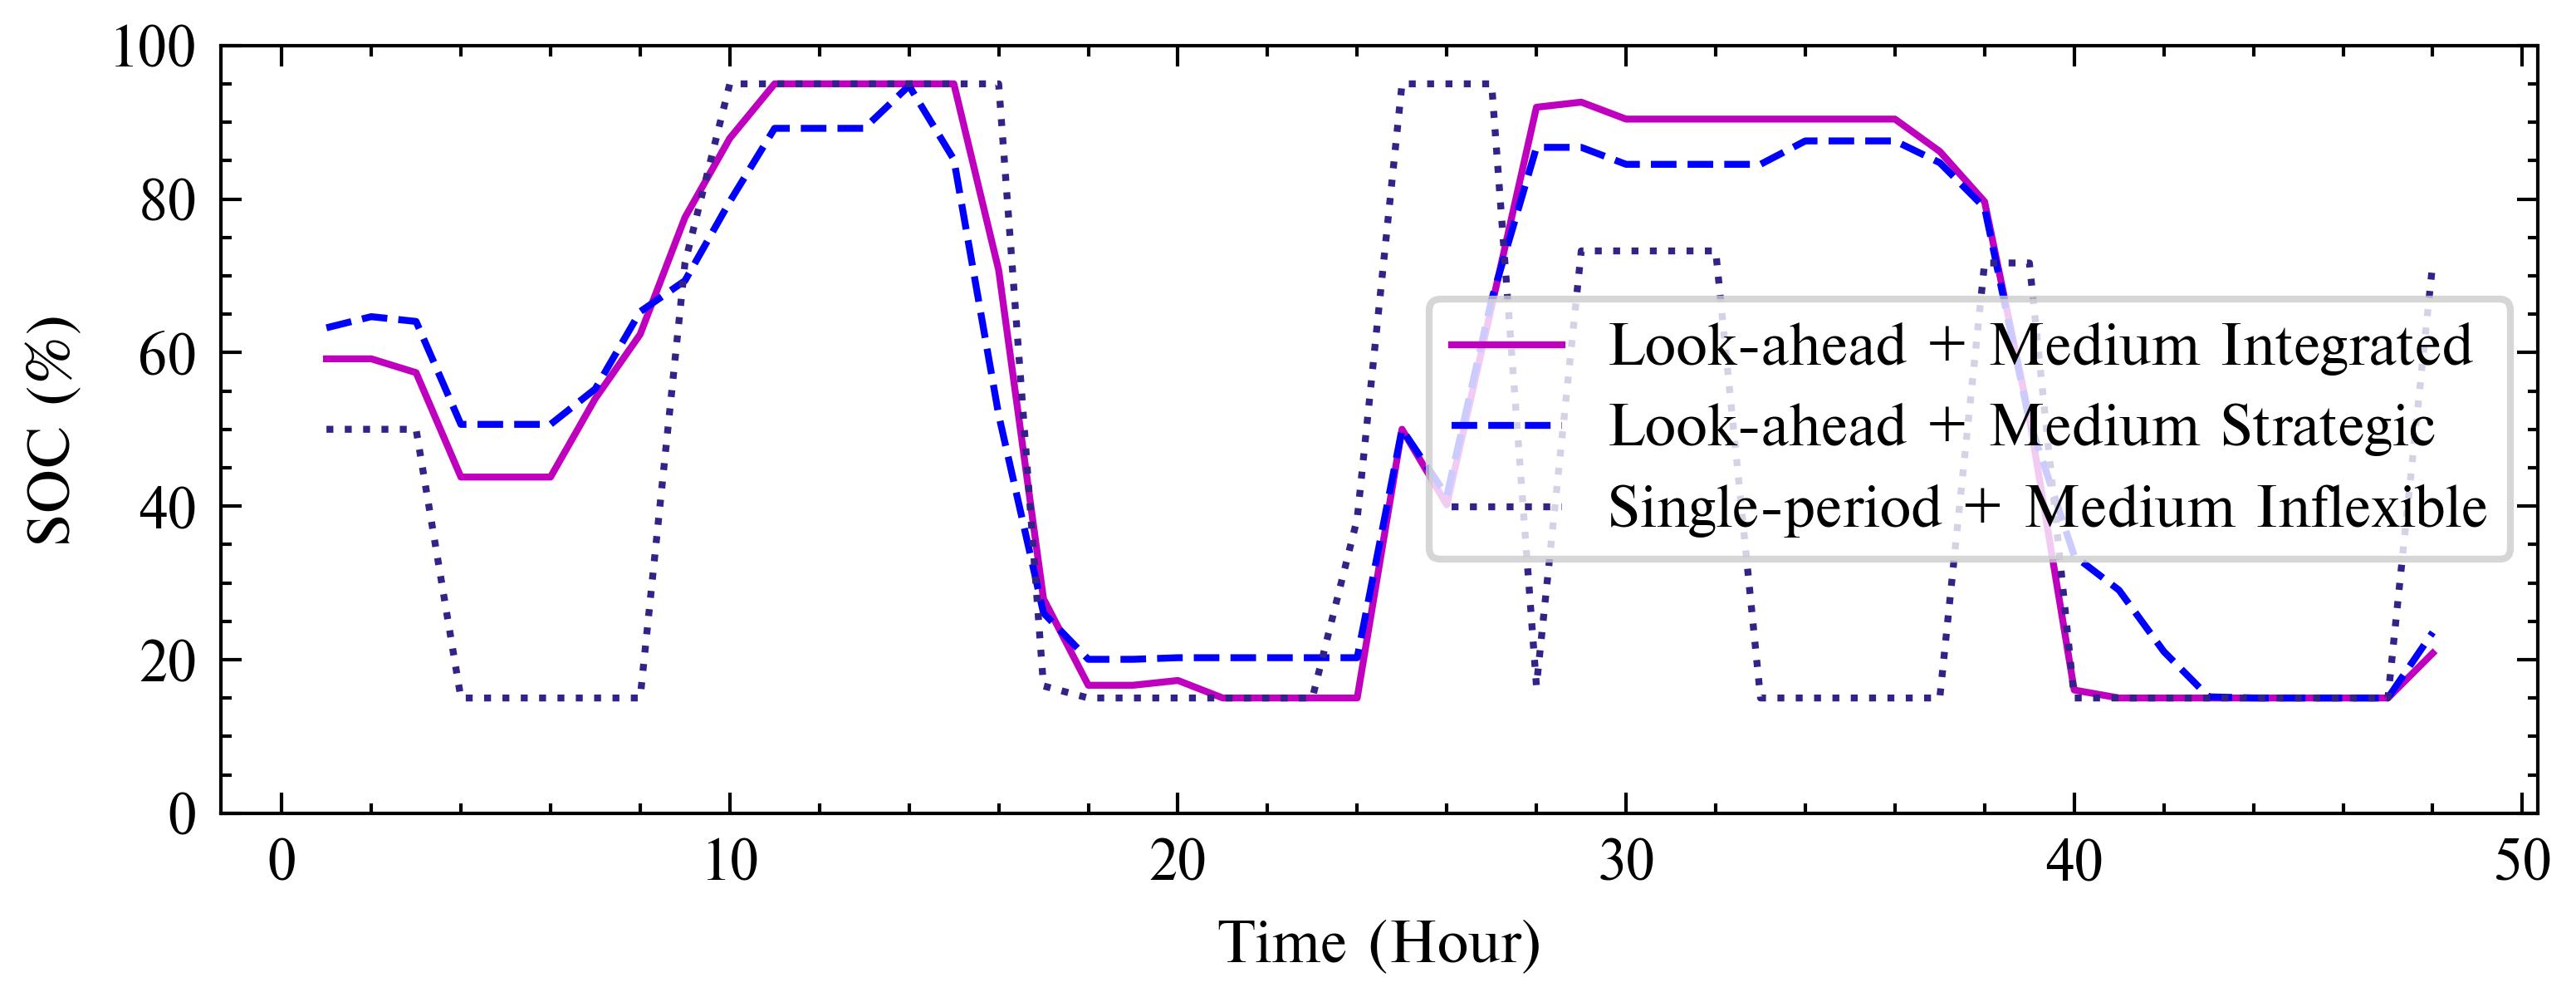 100
80
60
40
20
0
SOC (%)
0 10 20 30 40 50
Time (Hour)
Look-ahead + Medium Integrated
Look-ahead + Medium Strategic
Single-period + Medium Inflexible